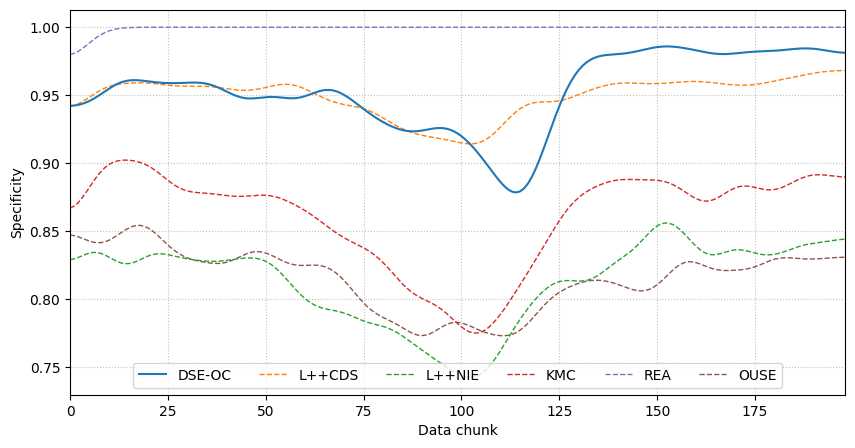 1.00
0.95
0.90
0.85
0.80
0.75
Specificity
DSE-OC L++CDS L++NIE KMC REA OUSE
0 25 50 75 100 125 150 175
Data chunk